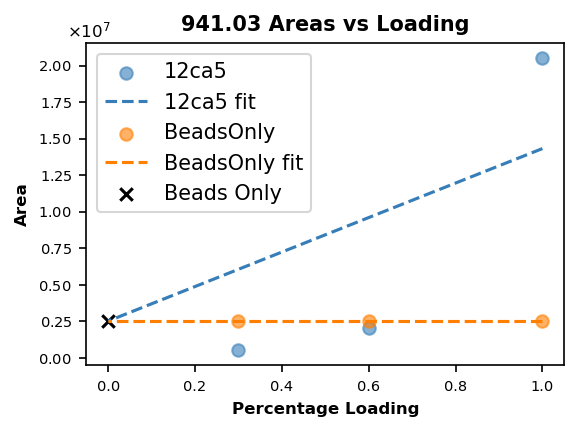 941.03 Areas vs Loading
×10⁷
2.00
1.75
1.50
1.25
1.00
0.75
0.50
0.25
0.00
Area
12ca5
12ca5 fit
BeadsOnly
BeadsOnly fit
Beads Only
0.0 0.2 0.4 0.6 0.8 1.0
Percentage Loading